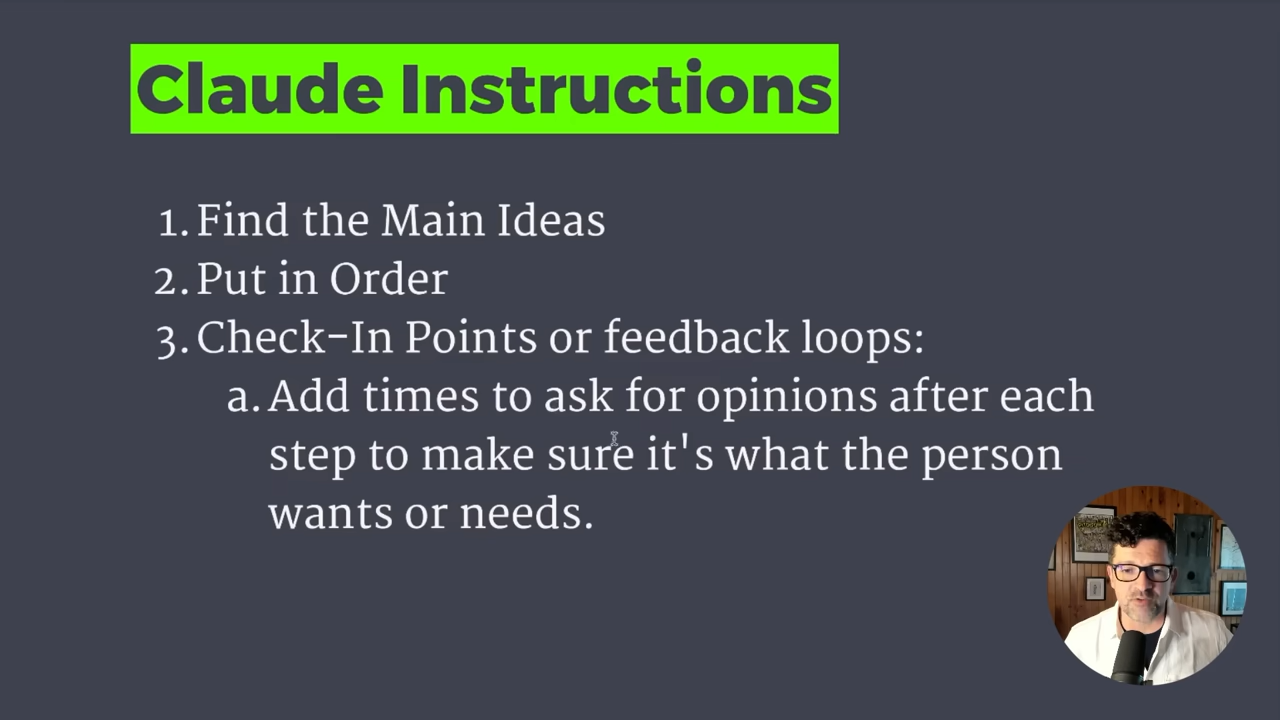 Claude Instructions
1. Find the Main Ideas
2. Put in Order
3. Check-In Points or feedback loops:
a. Add times to ask for opinions after each
step to make sure it's what the person
wants or needs.